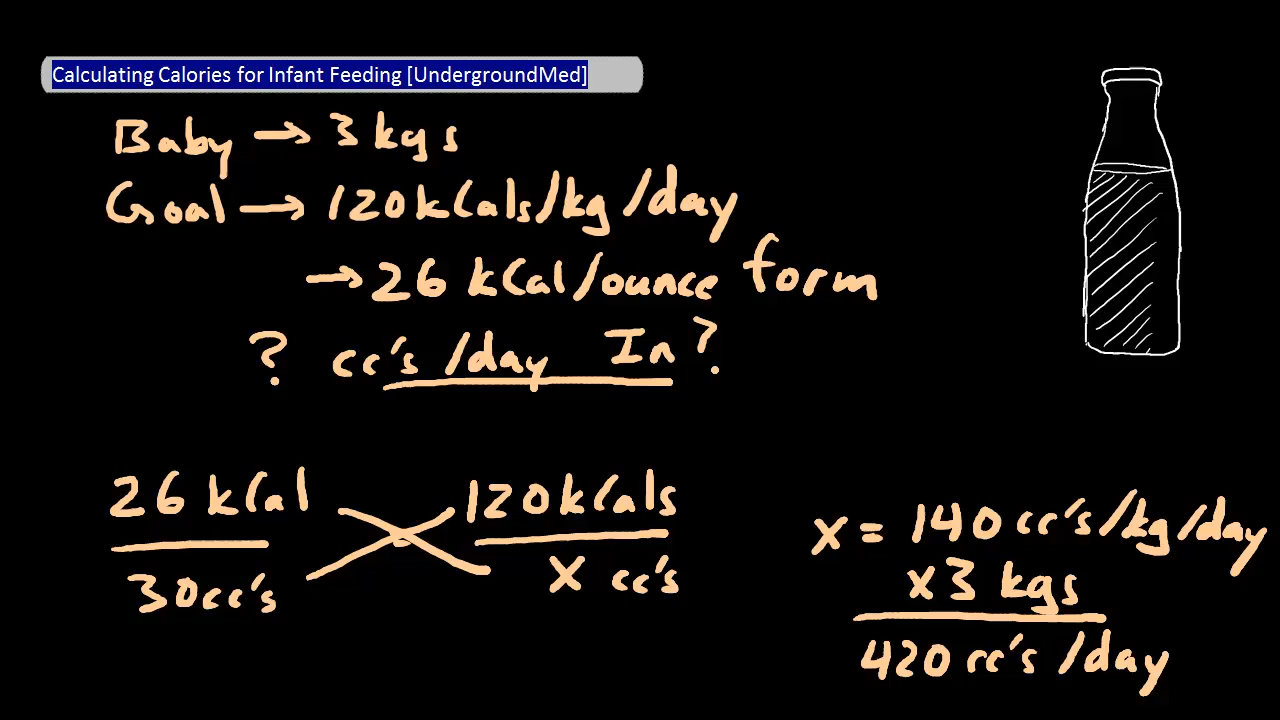 Calculating Calories for Infant Feeding [UndergroundMed]
Baby → 3 kgs
Goal → 120 kCals/kg/day
→ 26 kCal/ounce form
? cc's /day In?
26 kCal 120 kCals
30cc's X cc's
x = 140 cc's/kg/day
x 3 kgs
420 cc's /day